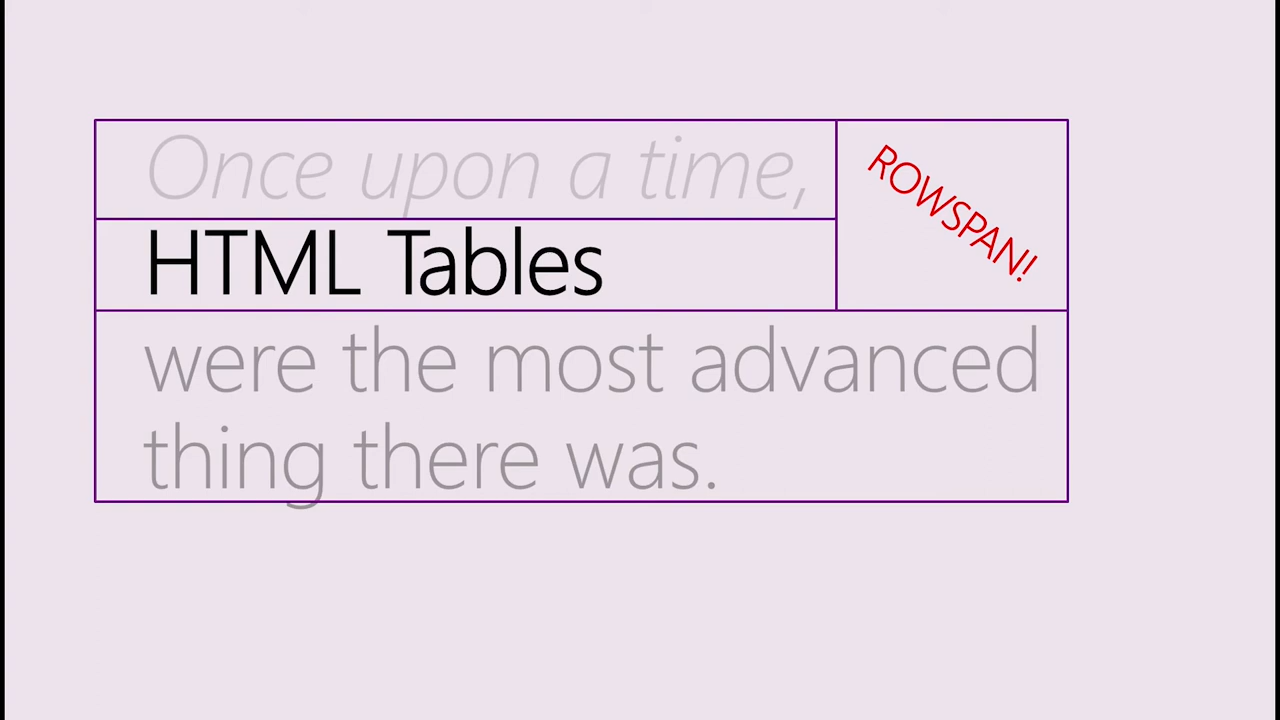 Once upon a time,
ROWSPAN!
HTML Tables
were the most advanced
thing there was.